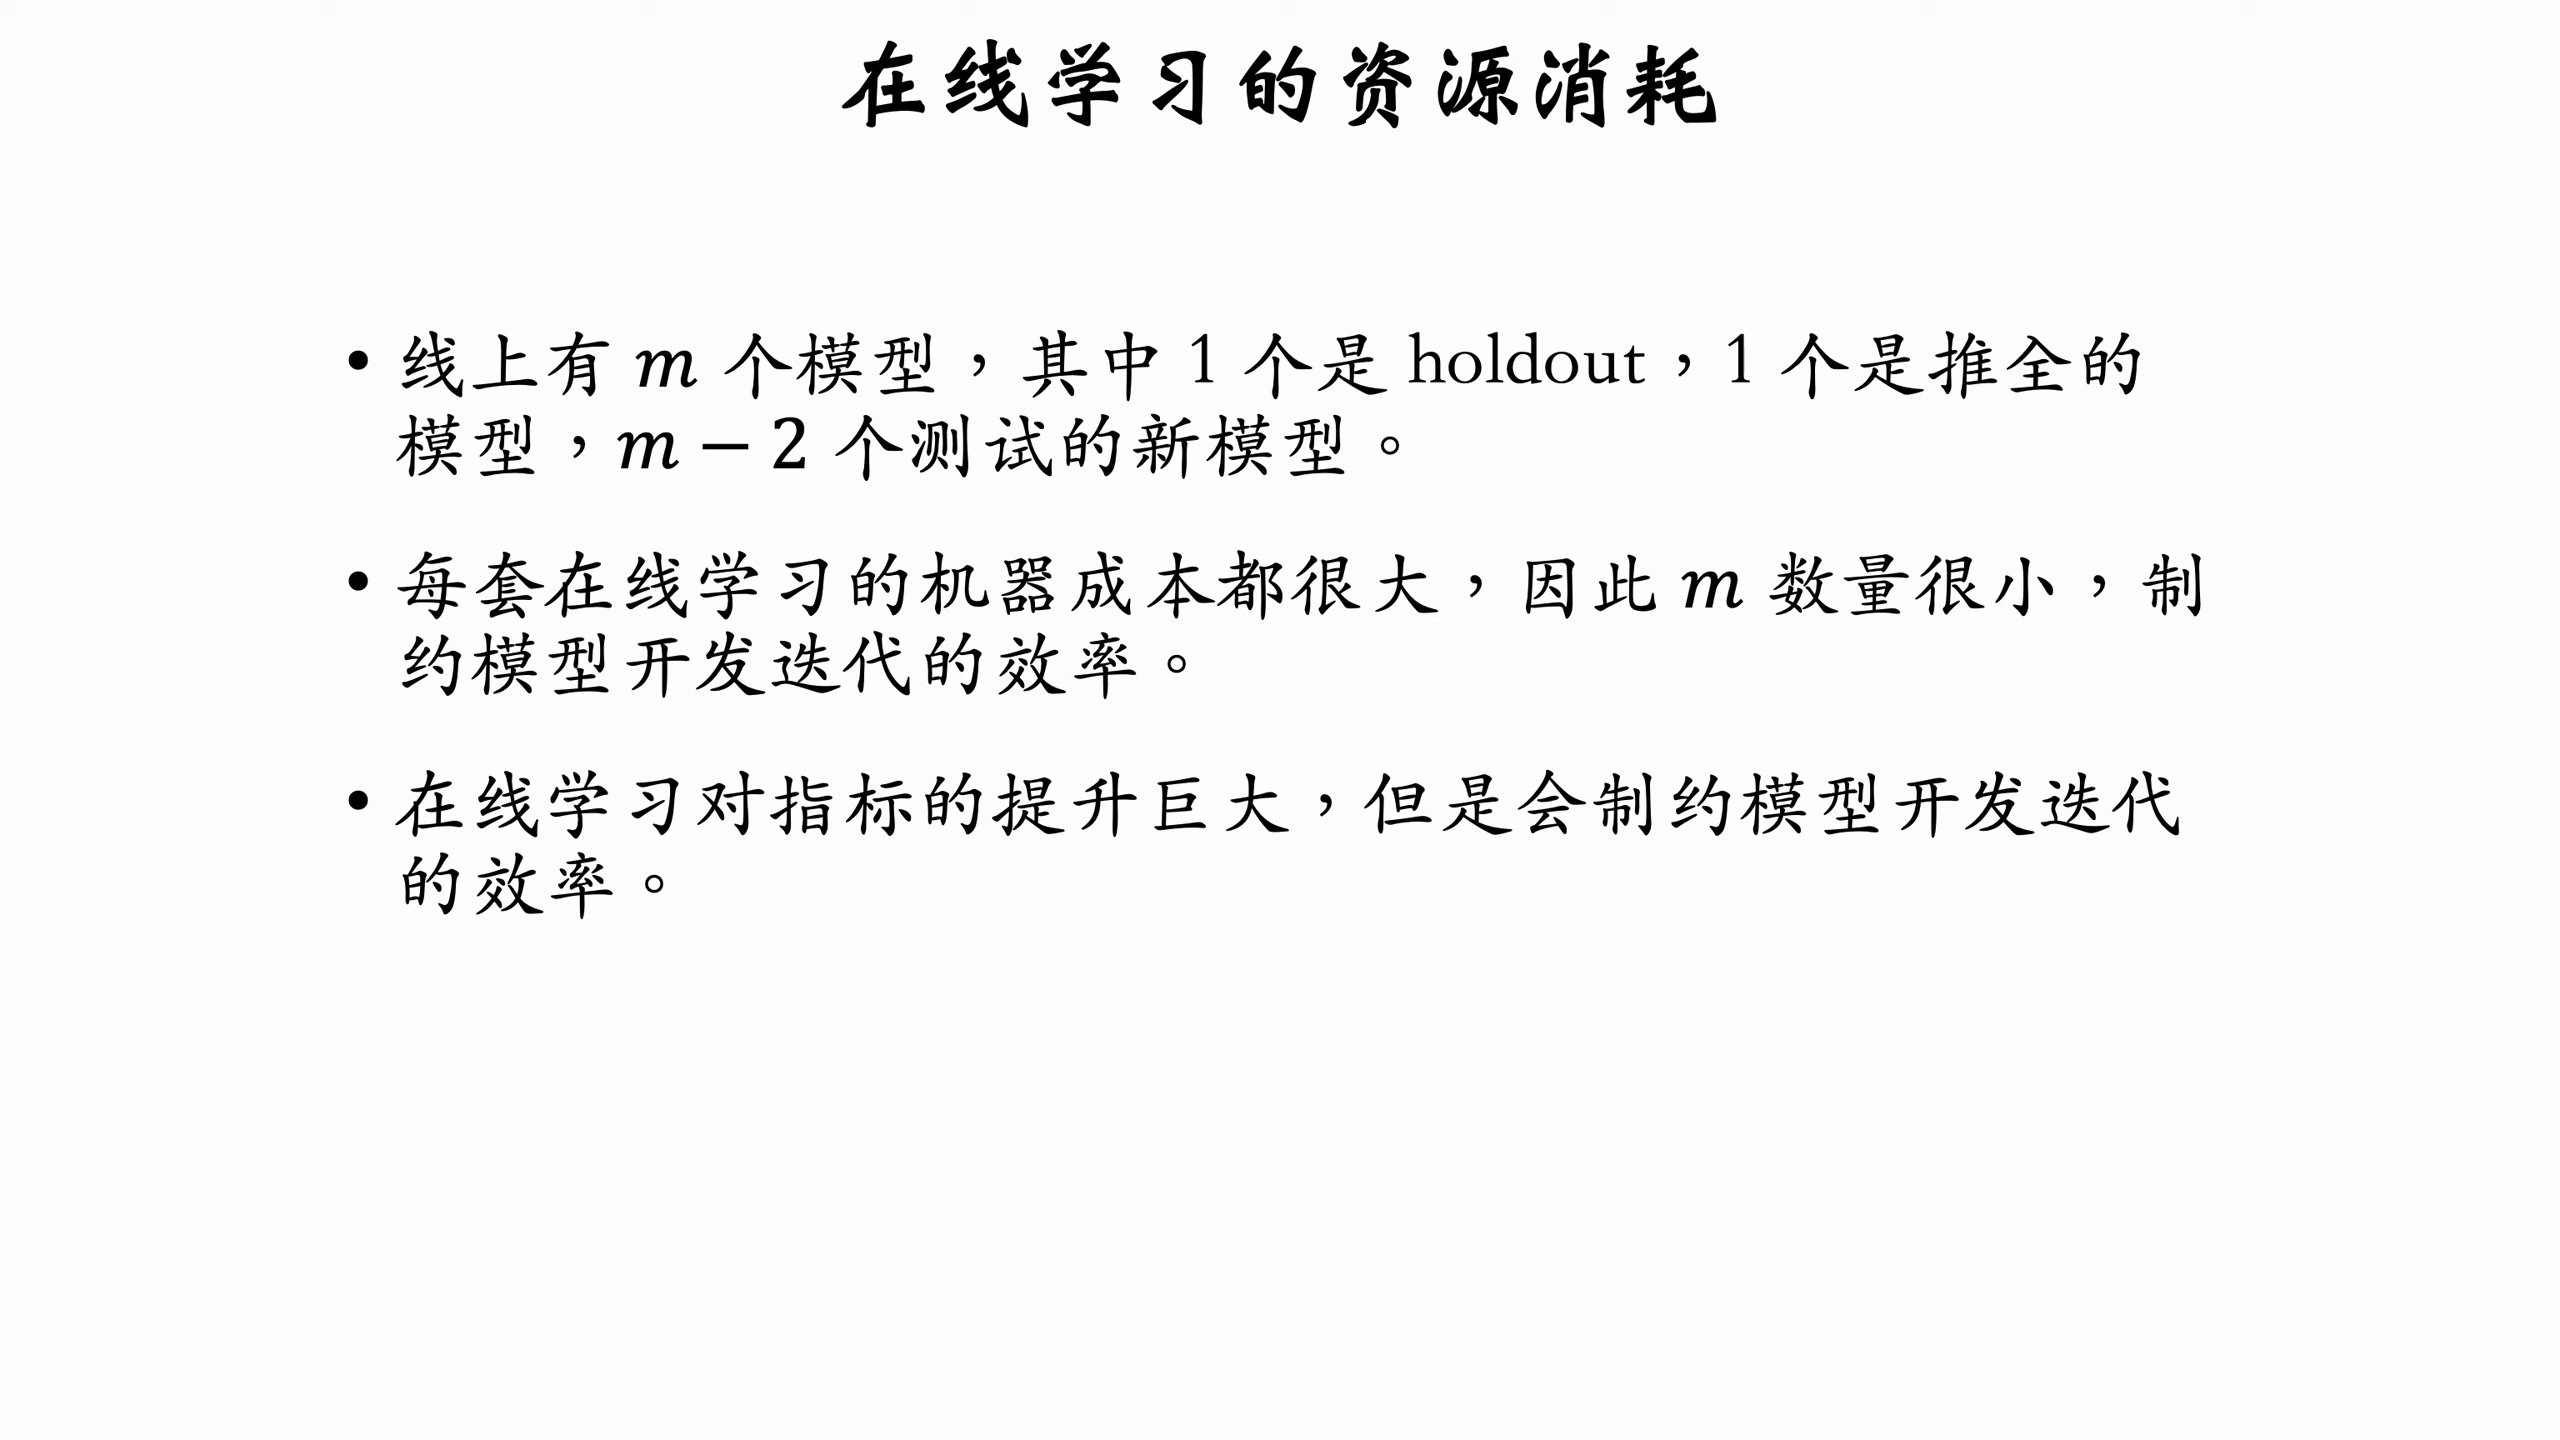 在线学习的资源消耗
• 线上有 m 个模型，其中 1 个是 holdout，1 个是推全的
模型，m − 2 个测试的新模型。
• 每套在线学习的机器成本都很大，因此 m 数量很小，制
约模型开发迭代的效率。
• 在线学习对指标的提升巨大，但是会制约模型开发迭代
的效率。